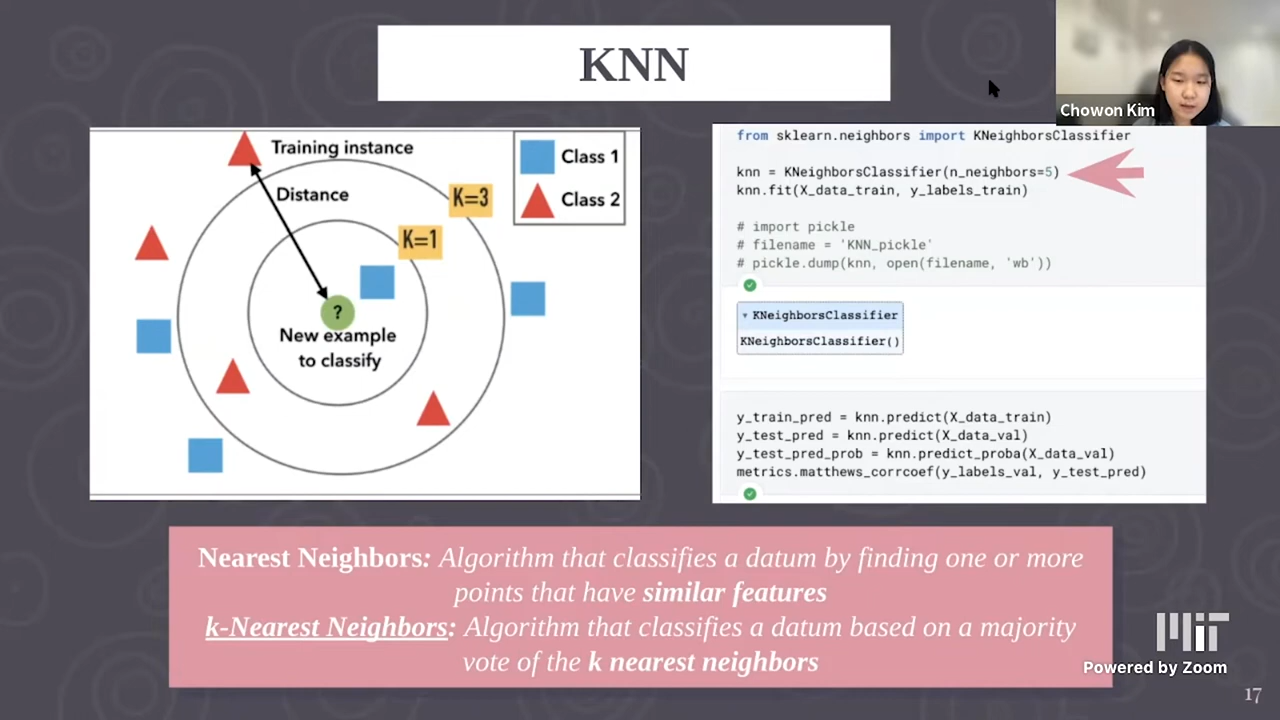 KNN
Chowon Kim
Training instance
Distance
K=3
K=1
Class 1
Class 2
?
New example
to classify
from sklearn.neighbors import KNeighborsClassifier
knn = KNeighborsClassifier(n_neighbors=5)
knn.fit(X_data_train, y_labels_train)
# import pickle
# filename = 'KNN_pickle'
# pickle.dump(knn, open(filename, 'wb'))
▾ KNeighborsClassifier
KNeighborsClassifier()
y_train_pred = knn.predict(X_data_train)
y_test_pred = knn.predict(X_data_val)
y_test_pred_prob = knn.predict_proba(X_data_val)
metrics.matthews_corrcoef(y_labels_val, y_test_pred)
Nearest Neighbors: Algorithm that classifies a datum by finding one or more
points that have similar features
k-Nearest Neighbors: Algorithm that classifies a datum based on a majority
vote of the k nearest neighbors
MIT
Powered by Zoom
17